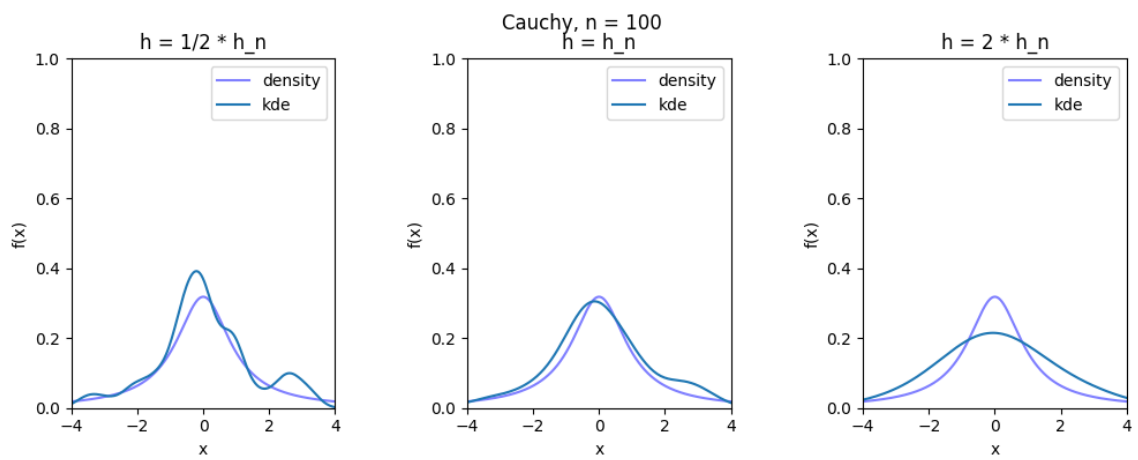 Cauchy, n = 100
h = 1/2 * h_n
density
kde
1.0
0.8
0.6
0.4
0.2
0.0
f(x)
−4 −2 0 2 4
x
h = h_n
density
kde
1.0
0.8
0.6
0.4
0.2
0.0
f(x)
−4 −2 0 2 4
x
h = 2 * h_n
density
kde
1.0
0.8
0.6
0.4
0.2
0.0
f(x)
−4 −2 0 2 4
x